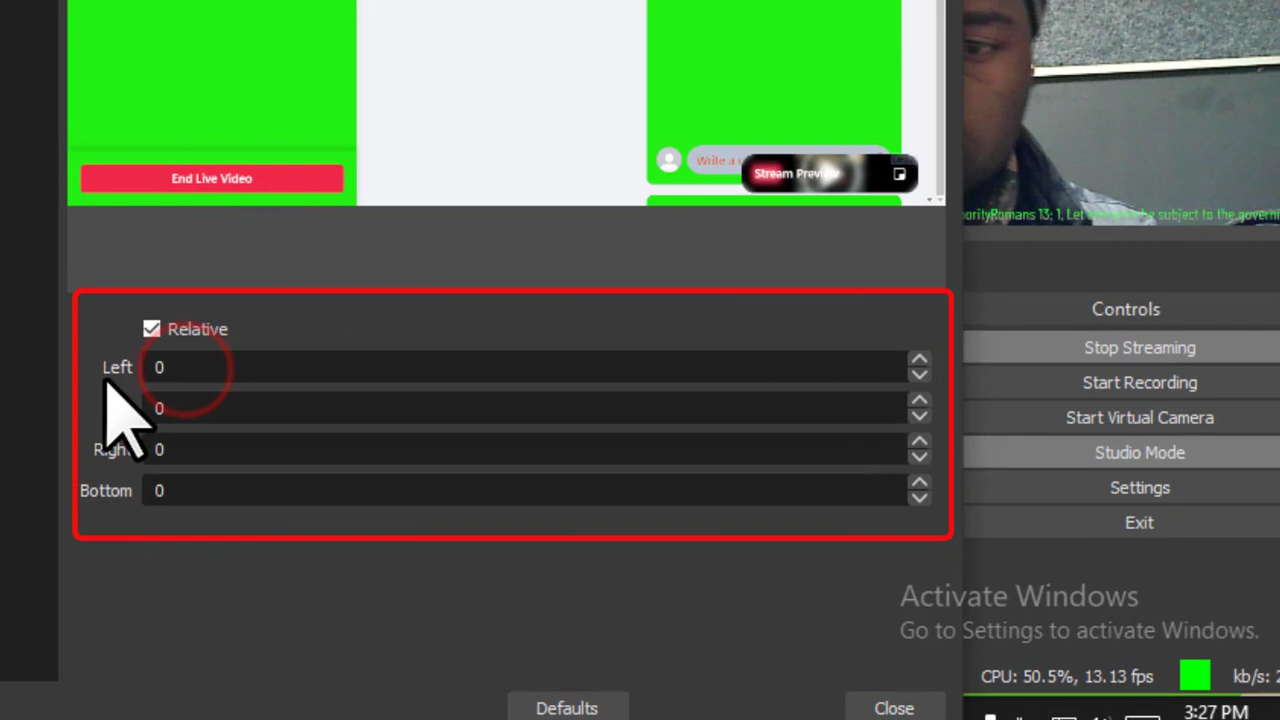 End Live Video
Write a
Stream Preview
Romans 13: 1, Let be subject to the
Relative
Left 0
0
Right 0
Bottom 0
Defaults
Close
Controls
Stop Streaming
Start Recording
Start Virtual Camera
Studio Mode
Settings
Exit
Activate Windows
Go to Settings to activate Windows.
CPU: 50.5%, 13.13 fps
kb/s:
3:27 PM